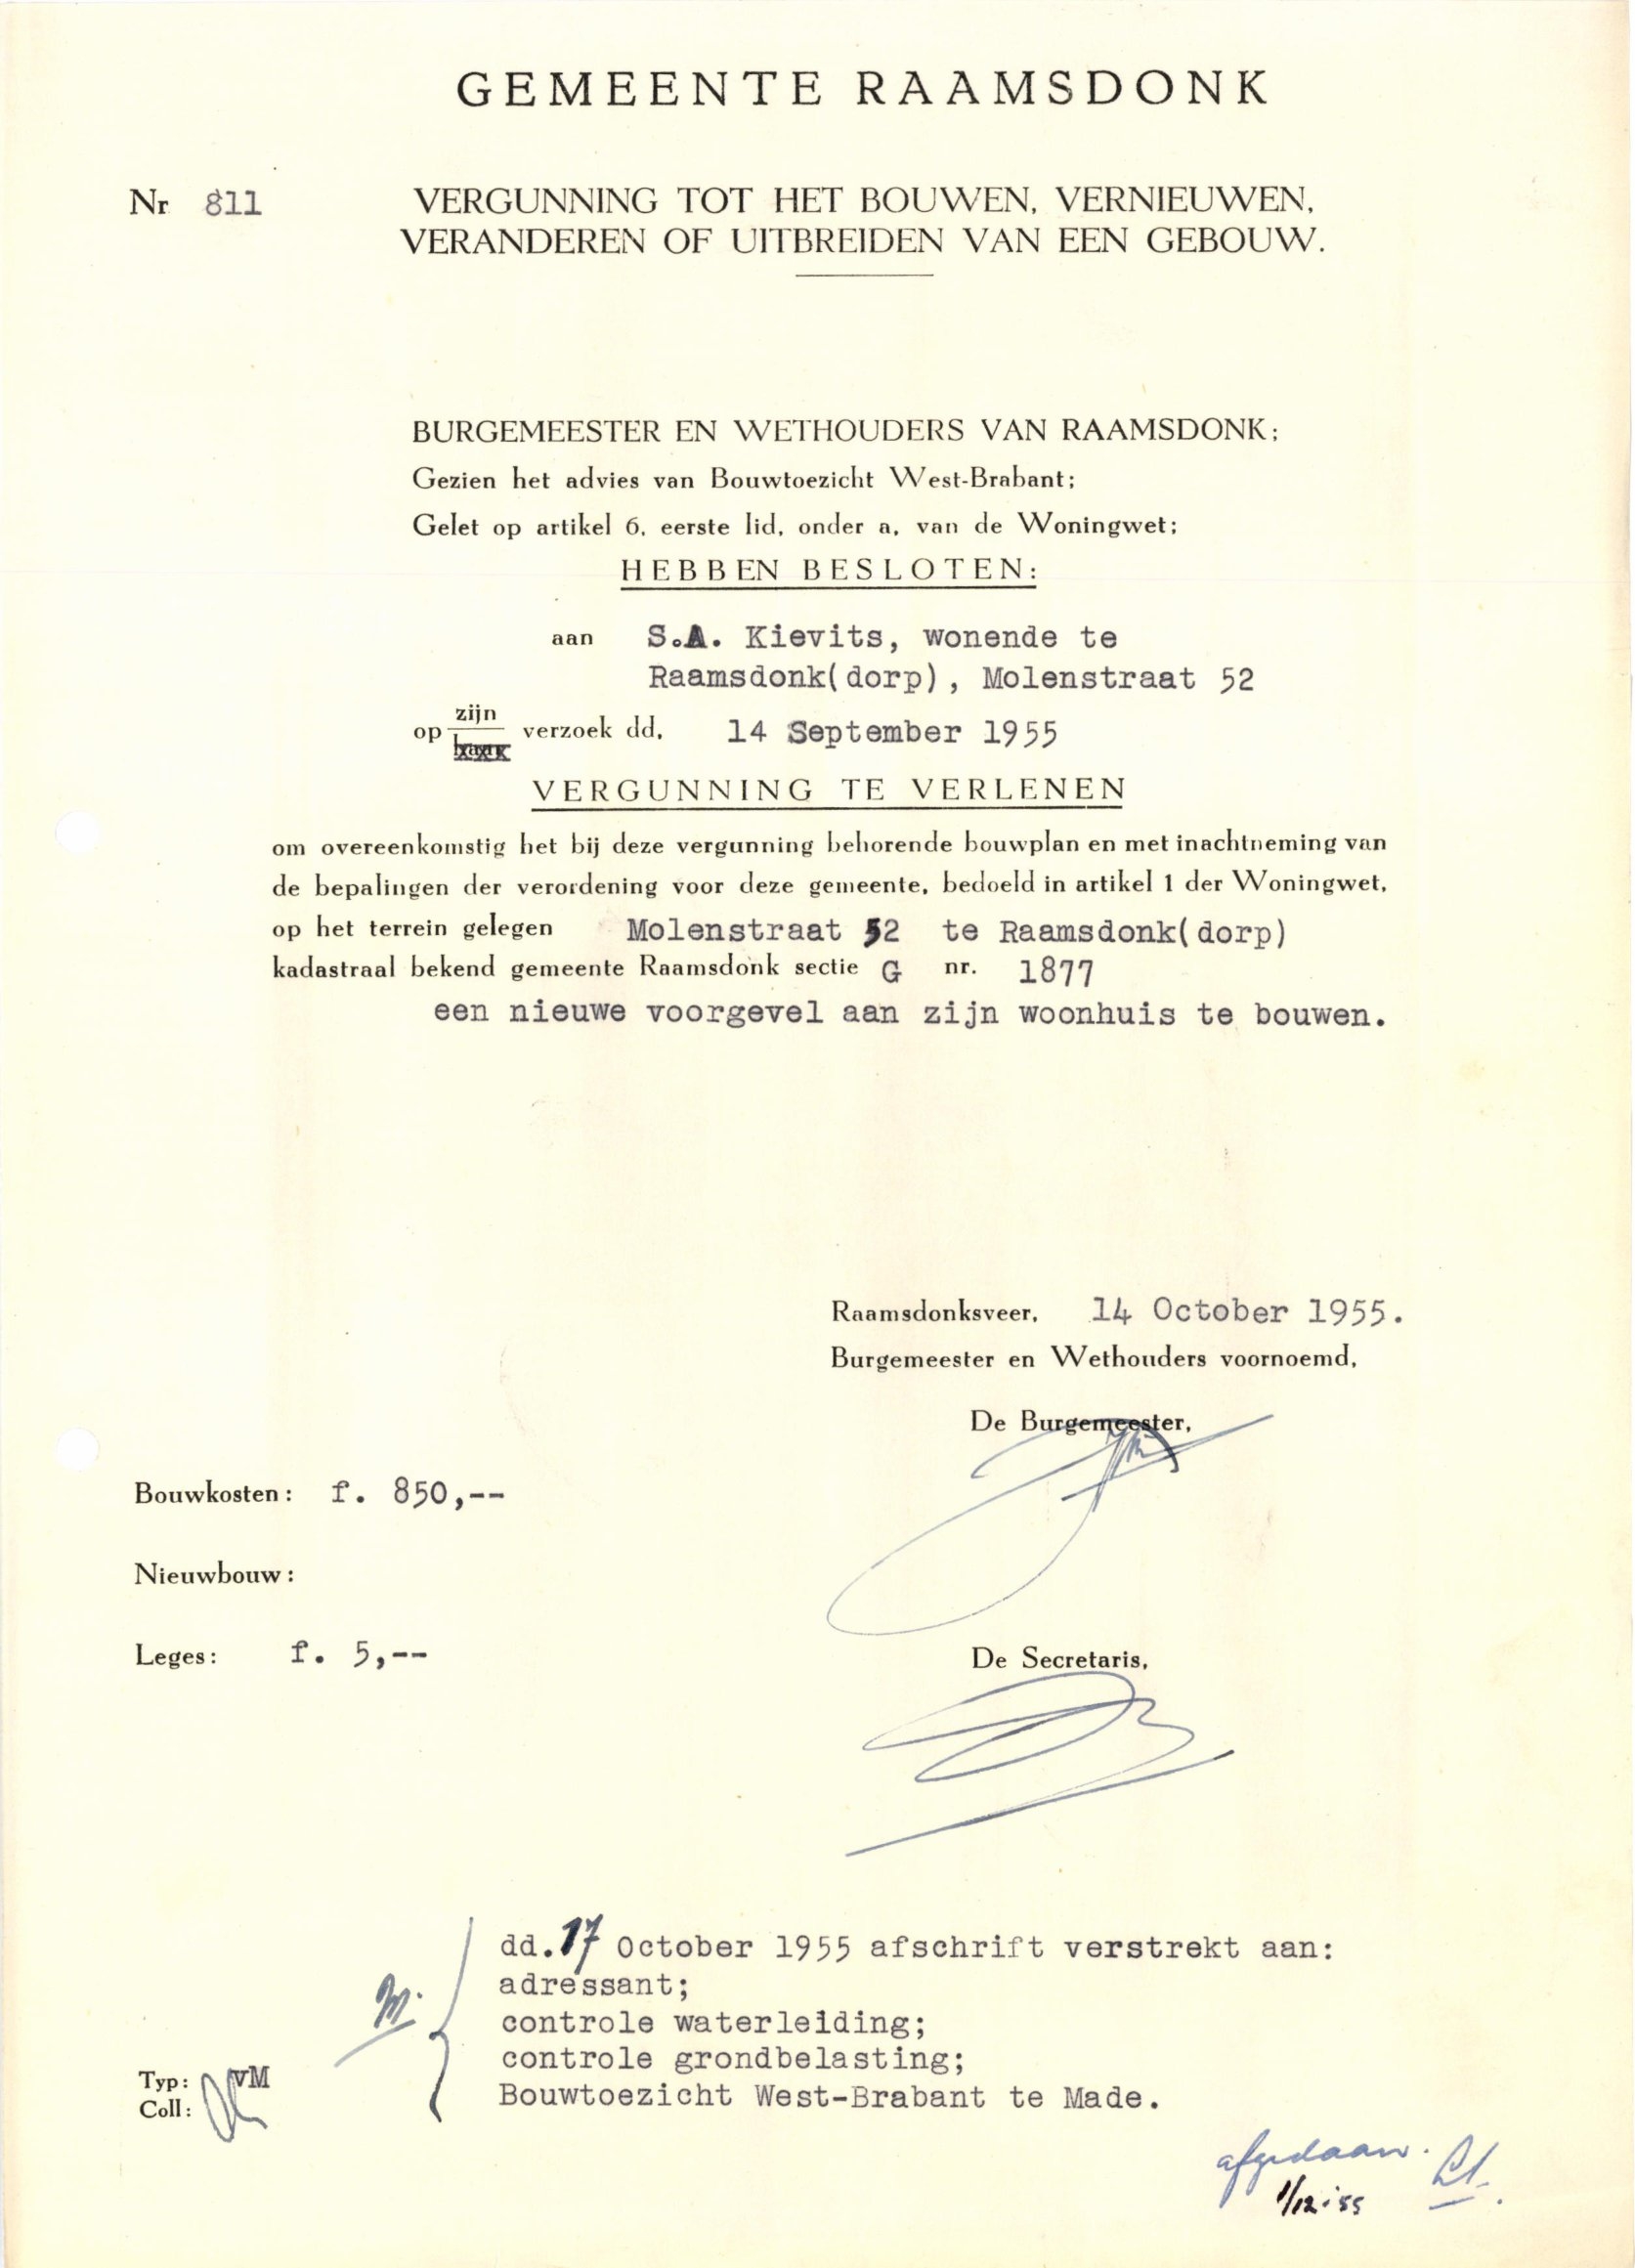 GEMEENTE RAAMSDONK
Nr 811
VERGUNNING TOT HET BOUWEN, VERNIEUWEN,
VERANDEREN OF UITBREIDEN VAN EEN GEBOUW.
BURGEMEESTER EN WETHOUDERS VAN RAAMSDONK;
Gezien het advies van Bouwtoezicht West-Brabant;
Gelet op artikel 6, eerste lid, onder a, van de Woningwet;
HEBBEN BESLOTEN:
aan S.A. Kievits, wonende te
Raamsdonk(dorp), Molenstraat 52
op zijn verzoek dd, 14 September 1955
VERGUNNING TE VERLENEN
om overeenkomstig het bij deze vergunning behorende bouwplan en met inachtneming van
de bepalingen der verordening voor deze gemeente, bedoeld in artikel 1 der Woningwet,
op het terrein gelegen Molenstraat 52 te Raamsdonk(dorp)
kadastraal bekend gemeente Raamsdonk sectie G nr. 1877
een nieuwe voorgevel aan zijn woonhuis te bouwen.
Raamsdonksveer, 14 October 1955.
Burgemeester en Wethouders voornoemd,
De Burgemeester,
Bouwkosten: f. 850,--
Nieuwbouw:
Leges: f. 5,--
De Secretaris,
dd. 17 October 1955 afschrift verstrekt aan:
adressant;
controle waterleiding;
controle grondbelasting;
Bouwtoezicht West-Brabant te Made.
Typ: VM
Coll:
afgedaan.
1/12-'55